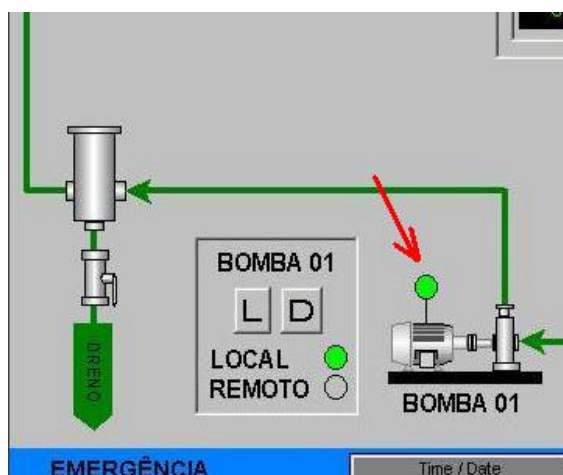 BOMBA 01
L D
LOCAL
REMOTO
DRENO
BOMBA 01
EMERGÊNCIA
Time / Date